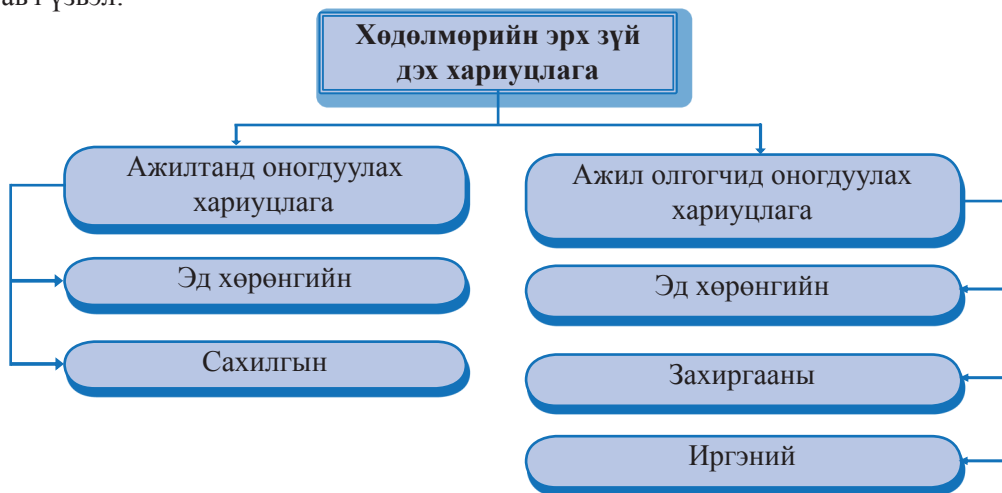 Хөдөлмөрийн эрх зүй
дэх хариуцлага
Ажилтанд оногдуулах
хариуцлага
Эд хөрөнгийн
Сахилгын
Ажил олгогчид оногдуулах
хариуцлага
Эд хөрөнгийн
Захиргааны
Иргэний